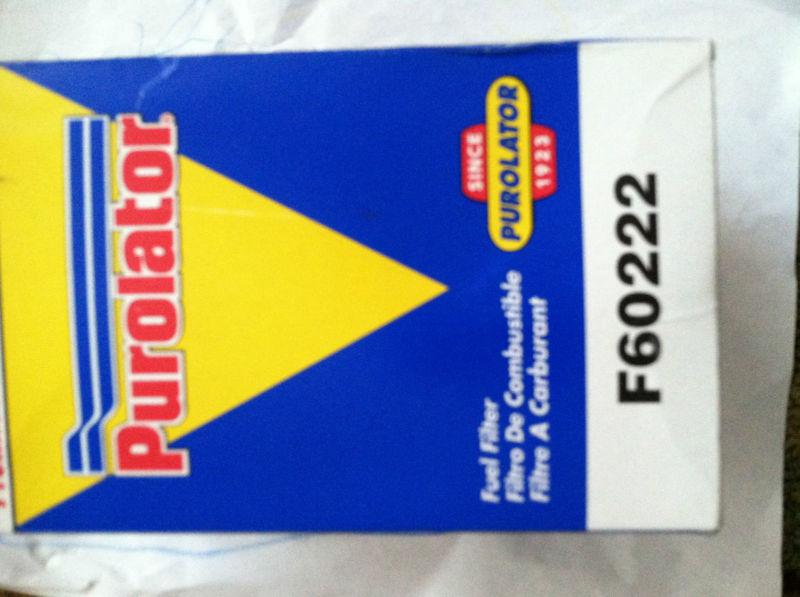 Purolator
SINCE
PUROLATOR
1923
Fuel Filter
Filtro De Combustible
Filtre A Carburant
F60222